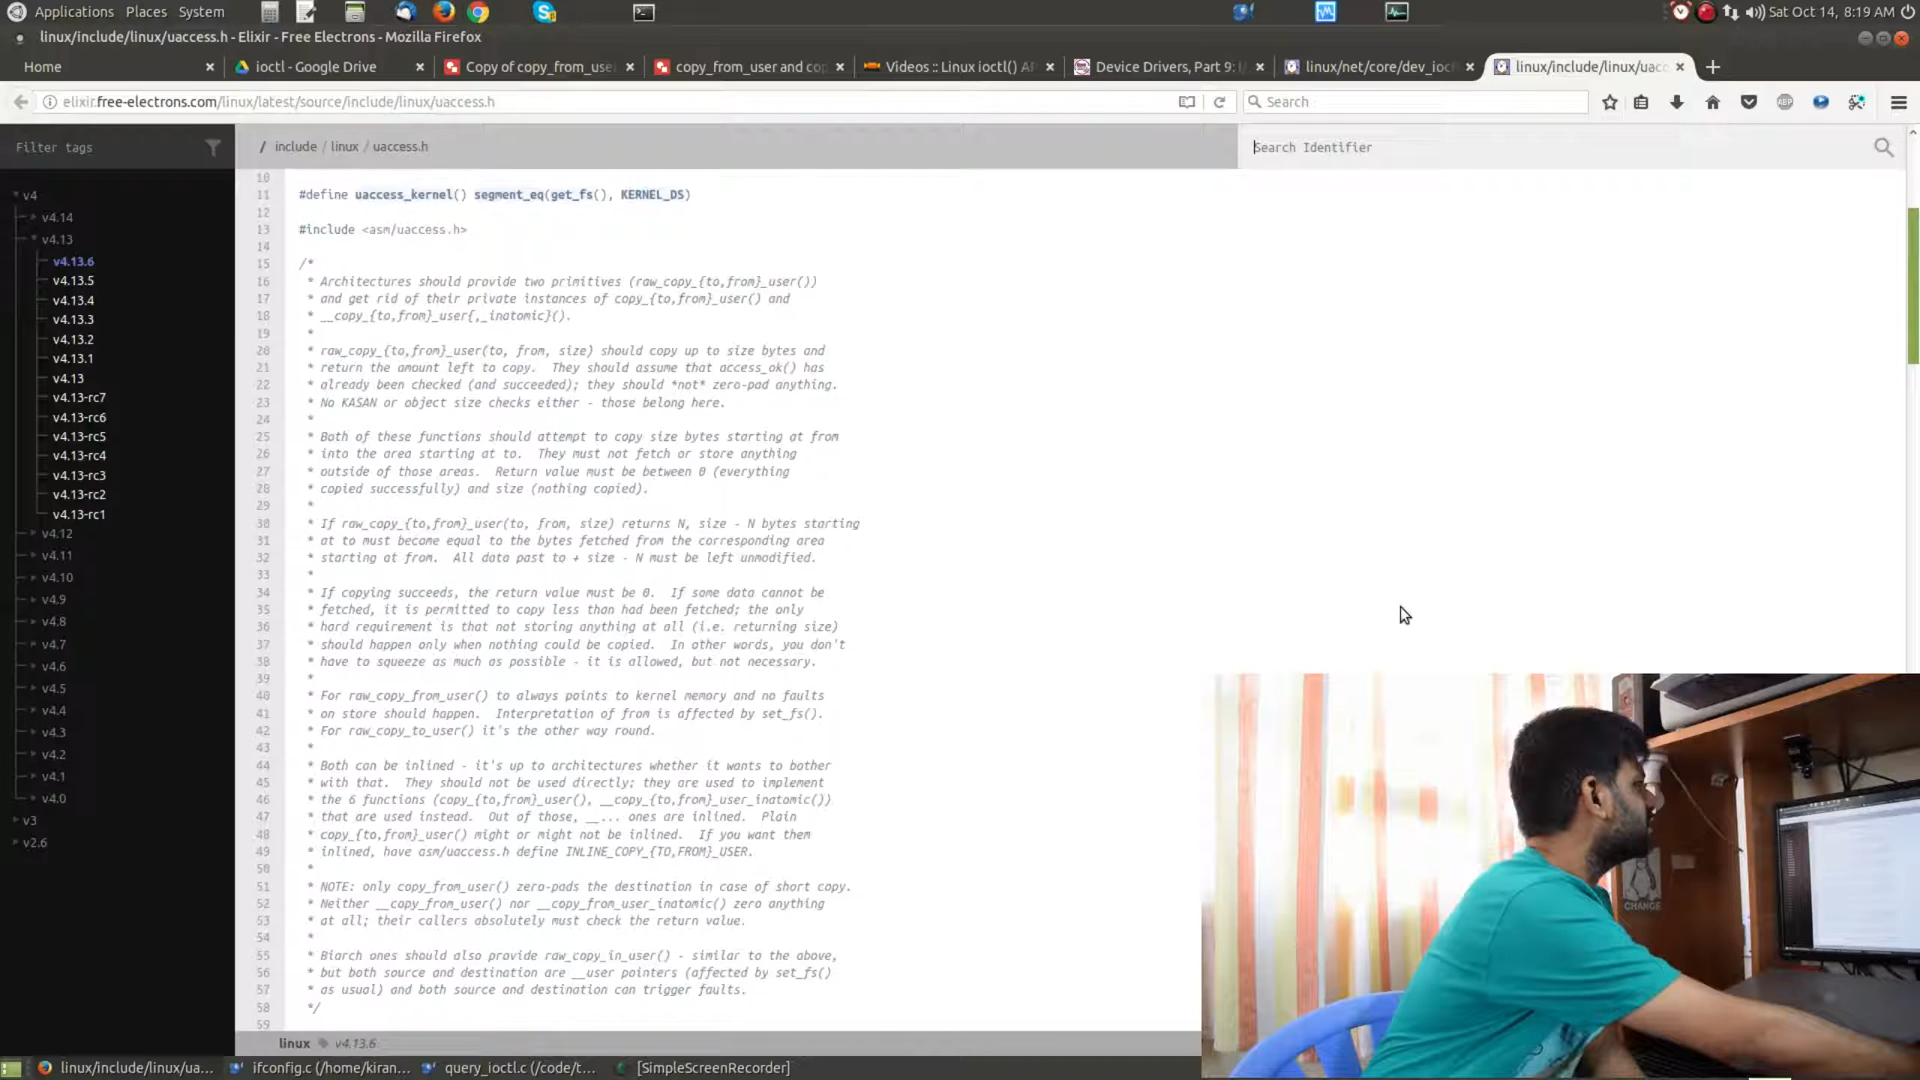 Applications Places System
Sat Oct 14, 8:19 AM
linux/include/linux/uaccess.h - Elixir - Free Electrons - Mozilla Firefox
Home
ioctl - Google Drive
Copy of copy_from_use
copy_from_user and co
Videos :: Linux ioctl() A
Device Drivers, Part 9:
linux/net/core/dev_ioc
linux/include/linux/uacc
elixir.free-electrons.com/linux/latest/source/include/linux/uaccess.h
Search
ABP
Filter tags
/ include / linux / uaccess.h
Search Identifier
v4
v4.14
v4.13
v4.13.6
v4.13.5
v4.13.4
v4.13.3
v4.13.2
v4.13.1
v4.13
v4.13-rc7
v4.13-rc6
v4.13-rc5
v4.13-rc4
v4.13-rc3
v4.13-rc2
v4.13-rc1
v4.12
v4.11
v4.10
v4.9
v4.8
v4.7
v4.6
v4.5
v4.4
v4.3
v4.2
v4.1
v4.0
v3
v2.6
10
11 #define uaccess_kernel() segment_eq(get_fs(), KERNEL_DS)
12
13 #include <asm/uaccess.h>
14
15 /*
16 * Architectures should provide two primitives (raw_copy_{to,from}_user())
17 * and get rid of their private instances of copy_{to,from}_user() and
18 * __copy_{to,from}_user{,_inatomic}().
19 *
20 * raw_copy_{to,from}_user(to, from, size) should copy up to size bytes and
21 * return the amount left to copy. They should assume that access_ok() has
22 * already been checked (and succeeded); they should *not* zero-pad anything.
23 * No KASAN or object size checks either - those belong here.
24 *
25 * Both of these functions should attempt to copy size bytes starting at from
26 * into the area starting at to. They must not fetch or store anything
27 * outside of those areas. Return value must be between 0 (everything
28 * copied successfully) and size (nothing copied).
29 *
30 * If raw_copy_{to,from}_user(to, from, size) returns N, size - N bytes starting
31 * at to must become equal to the bytes fetched from the corresponding area
32 * starting at from. All data past to + size - N must be left unmodified.
33 *
34 * If copying succeeds, the return value must be 0. If some data cannot be
35 * fetched, it is permitted to copy less than had been fetched; the only
36 * hard requirement is that not storing anything at all (i.e. returning size)
37 * should happen only when nothing could be copied. In other words, you don't
38 * have to squeeze as much as possible - it is allowed, but not necessary.
39 *
40 * For raw_copy_from_user() to always points to kernel memory and no faults
41 * on store should happen. Interpretation of from is affected by set_fs().
42 * For raw_copy_to_user() it's the other way round.
43 *
44 * Both can be inlined - it's up to architectures whether it wants to bother
45 * with that. They should not be used directly; they are used to implement
46 * the 6 functions (copy_{to,from}_user(), __copy_{to,from}_user_inatomic())
47 * that are used instead. Out of those, __... ones are inlined. Plain
48 * copy_{to,from}_user() might or might not be inlined. If you want them
49 * inlined, have asm/uaccess.h define INLINE_COPY_{TO,FROM}_USER.
50 *
51 * NOTE: only copy_from_user() zero-pads the destination in case of short copy.
52 * Neither __copy_from_user() nor __copy_from_user_inatomic() zero anything
53 * at all; their callers absolutely must check the return value.
54 *
55 * Biarch ones should also provide raw_copy_in_user() - similar to the above,
56 * but both source and destination are __user pointers (affected by set_fs()
57 * as usual) and both source and destination can trigger faults.
58 */
59
linux v4.13.6
CHANGE
linux/include/linux/ua...
ifconfig.c (/home/kiran...
query_ioctl.c (/code/t...
[SimpleScreenRecorder]